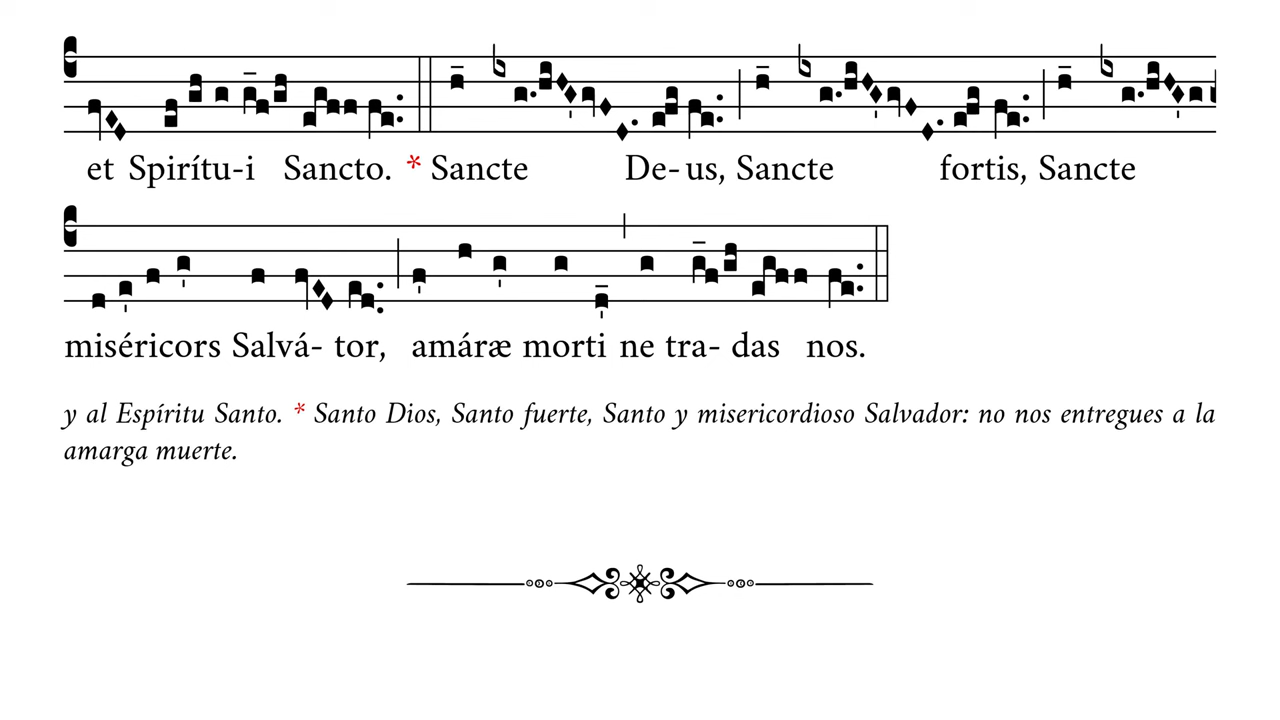 et Spirítu-i Sancto. * Sancte De-us, Sancte fortis, Sancte
miséricors Salvá-tor, amáræ morti ne tra-das nos.
y al Espíritu Santo. * Santo Dios, Santo fuerte, Santo y misericordioso Salvador: no nos entregues a la
amarga muerte.